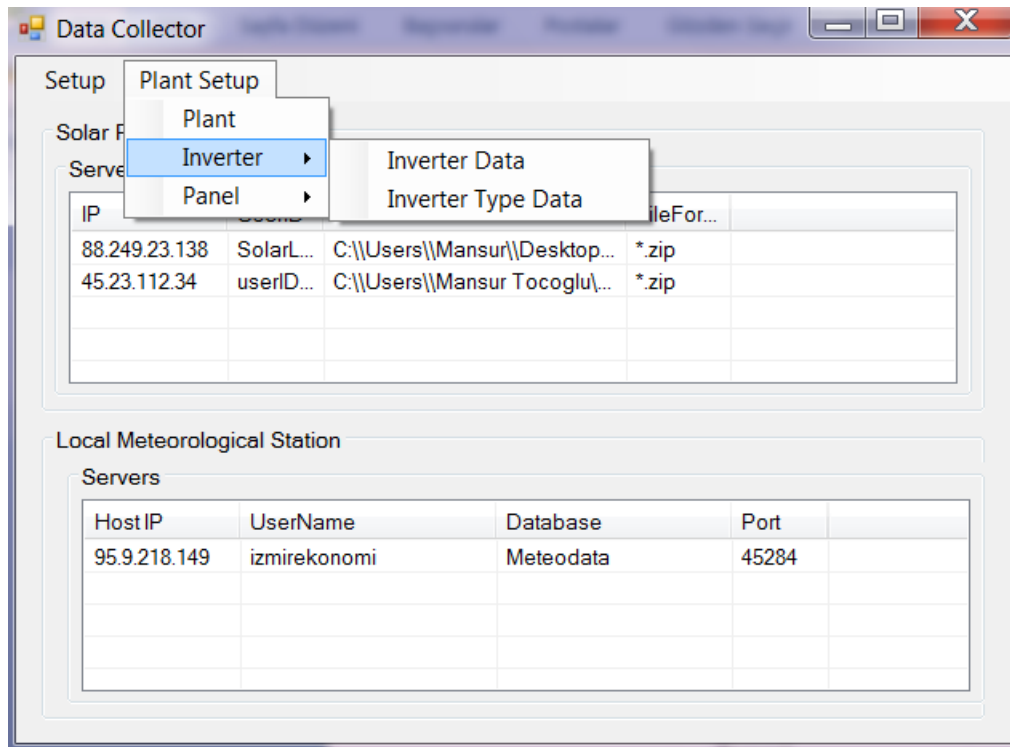 Data Collector
Setup Plant Setup
Plant
Inverter
Panel
Inverter Data
Inverter Type Data
Solar
IP
88.249.23.138 SolarL... C:\\Users\\Mansur\\Desktop... *.zip
45.23.112.34 userID... C:\\Users\\Mansur Tocoglu\... *.zip
Local Meteorological Station
Servers
Host IP UserName Database Port
95.9.218.149 izmirekonomi Meteodata 45284